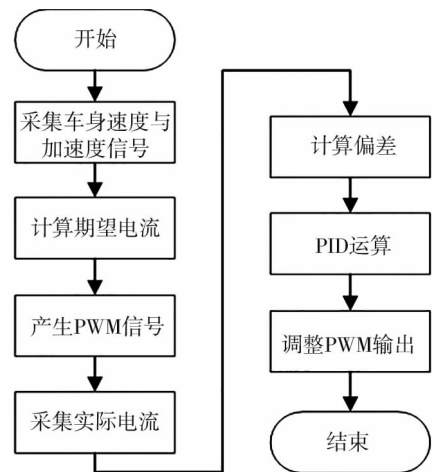 开始
采集车身速度与
加速度信号
计算期望电流
产生PWM信号
采集实际电流
计算偏差
PID运算
调整PWM输出
结束